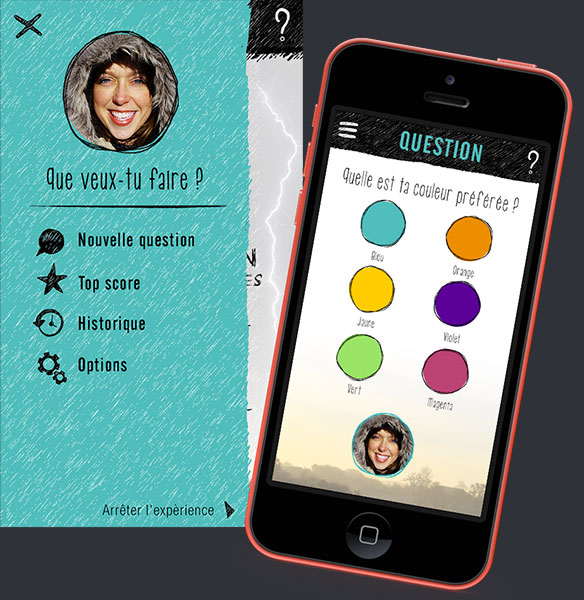 ?
Que veux-tu faire ?
Nouvelle question
Top score
Historique
Options
Arrêter l'expèrience
QUESTION
?
Quelle est ta couleur préférée ?
Bleu
Orange
Jaune
Violet
Vert
Magenta